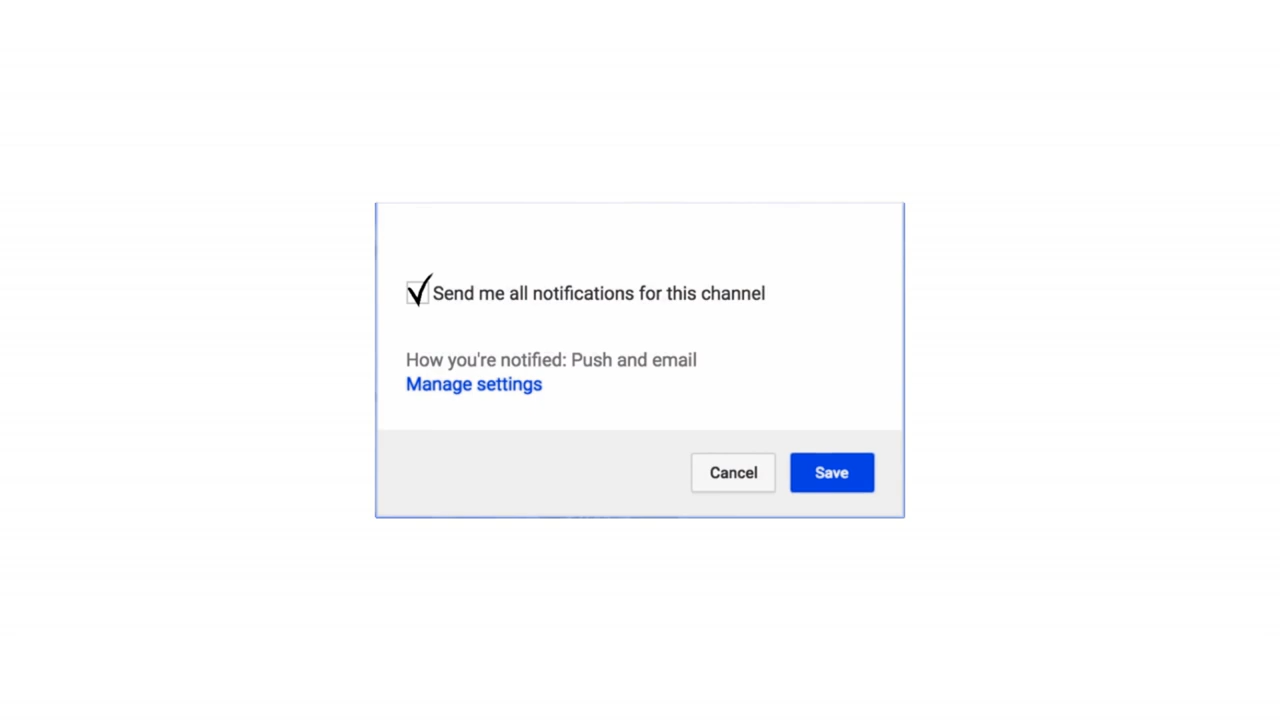 Send me all notifications for this channel
How you're notified: Push and email
Manage settings
Cancel Save